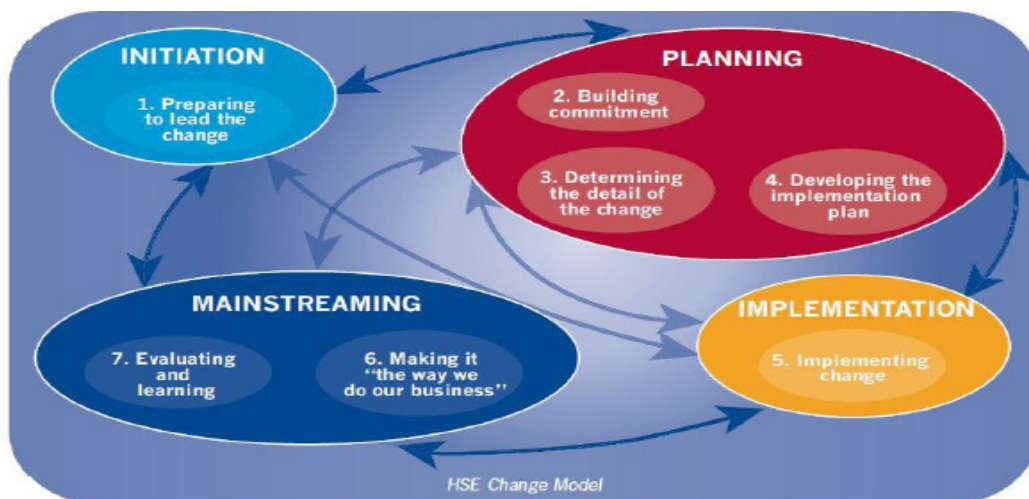 INITIATION
1. Preparing
to lead the
change
PLANNING
2. Building
commitment
3. Determining
the detail of
the change
4. Developing the
implementation
plan
MAINSTREAMING
7. Evaluating
and
learning
6. Making it
“the way we
do our business”
IMPLEMENTATION
5. Implementing
change
HSE Change Model